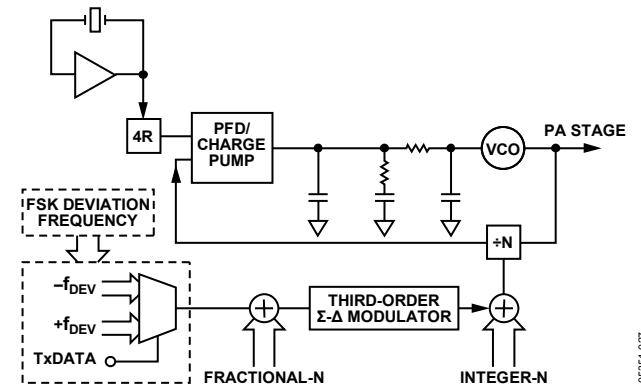 4R
PFD/
CHARGE
PUMP
VCO
PA STAGE
FSK DEVIATION
FREQUENCY
÷N
–fDEV
+fDEV
TxDATA
THIRD-ORDER
Σ-Δ MODULATOR
FRACTIONAL-N
INTEGER-N